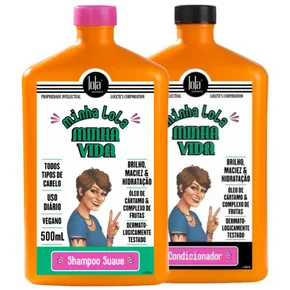 lola
PROPRIEDADE INTELECTUAL
LOLETE'S CORPORATION
minha lola
MINHA
VIDA
TODOS
TIPOS DE
CABELO
USO
DIÁRIO
VEGANO
500mL
BRILHO,
MACIEZ &
HIDRATAÇÃO
ÓLEO DE
CÁRTAMO &
COMPLEXO DE
FRUTAS
DERMATO-
LOGICAMENTE
TESTADO
Shampoo Suave
lola
PROPRIEDADE INTELECTUAL
LOLETE'S CORPORATION
minha lola
MINHA
VIDA
BRILHO,
MACIEZ &
HIDRATAÇÃO
ÓLEO DE
CÁRTAMO &
COMPLEXO DE
FRUTAS
DERMATO-
LOGICAMENTE
TESTADO
Condicionador